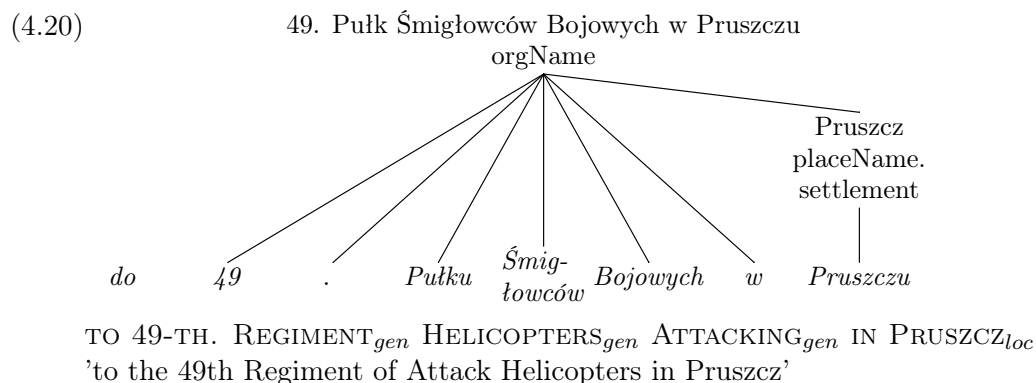 (4.20)
49. Pułk Śmigłowców Bojowych w Pruszczu
orgName
Pruszcz
placeName.
settlement
do 49 . Pułku Śmig-
łowców Bojowych w Pruszczu
TO 49-TH. REGIMENTgen HELICOPTERSgen ATTACKINGgen IN PRUSZCZloc
'to the 49th Regiment of Attack Helicopters in Pruszcz'